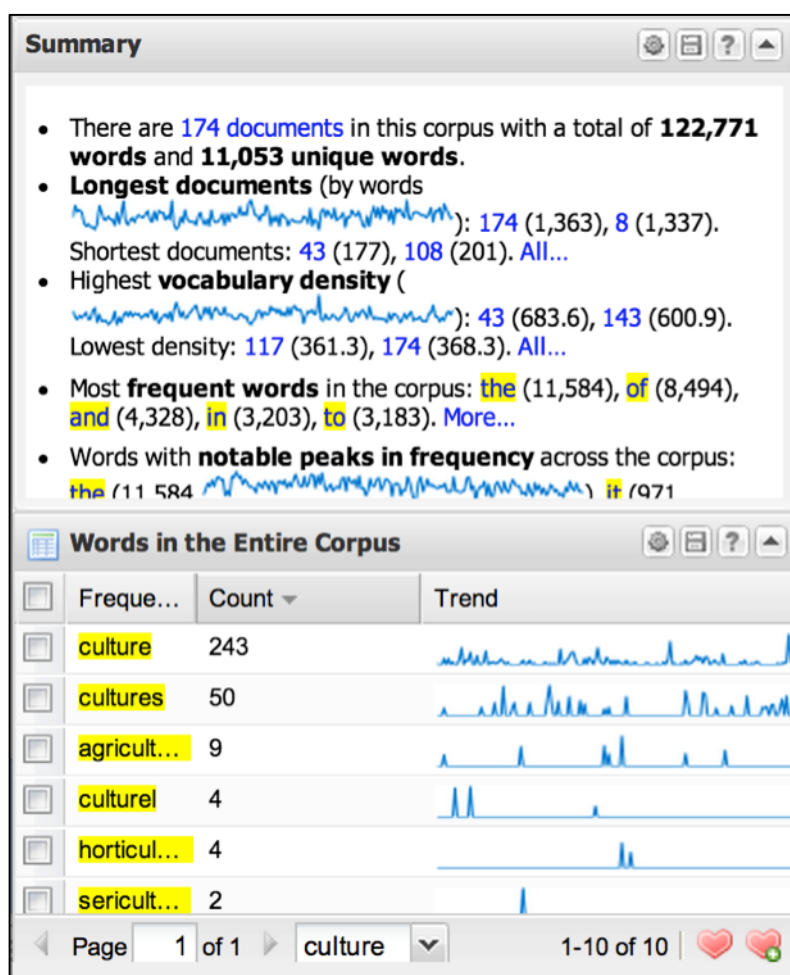 Summary
?
• There are 174 documents in this corpus with a total of 122,771
words and 11,053 unique words.
• Longest documents (by words
): 174 (1,363), 8 (1,337).
Shortest documents: 43 (177), 108 (201). All...
• Highest vocabulary density (
): 43 (683.6), 143 (600.9).
Lowest density: 117 (361.3), 174 (368.3). All...
• Most frequent words in the corpus: the (11,584), of (8,494),
and (4,328), in (3,203), to (3,183). More...
• Words with notable peaks in frequency across the corpus:
the (11,584 ), it (971
Words in the Entire Corpus
?
Freque... Count Trend
culture 243
cultures 50
agricult... 9
culturel 4
horticul... 4
sericult... 2
Page 1 of 1 culture 1-10 of 10